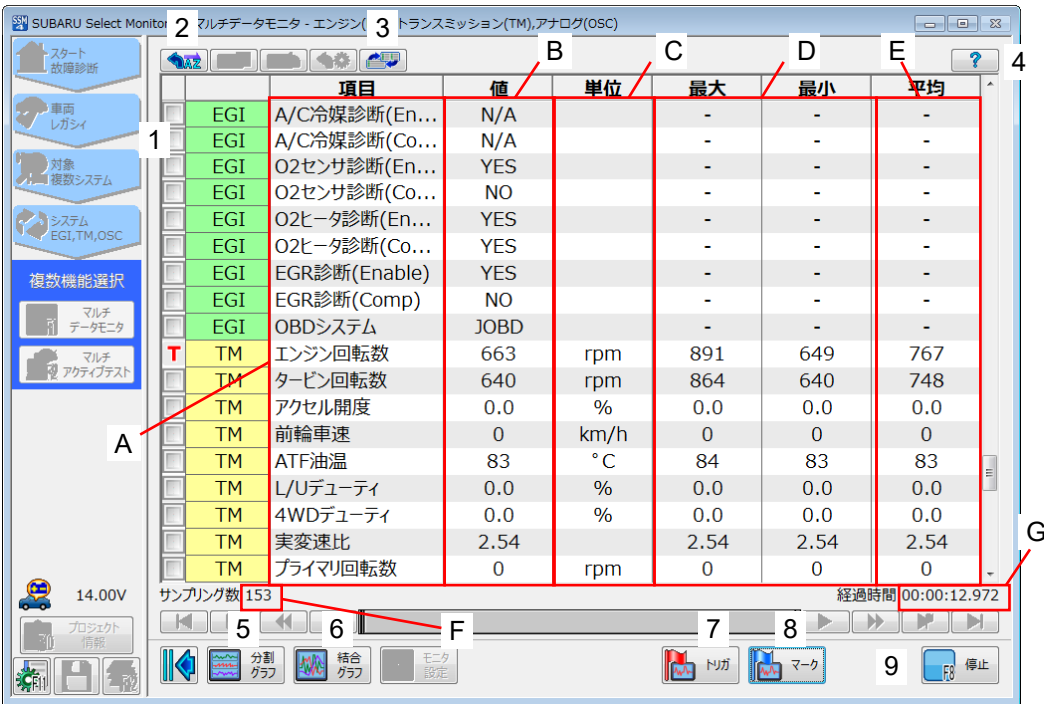 SUBARU Select Monitor マルチデータモニタ - エンジン( トランスミッション(TM),アナログ(OSC)
2 3 B C D E 4
スタート
故障診断
AZ ?
項目 値 単位 最大 最小 平均
車両
レガシィ
1
対象
複数システム
システム
EGI,TM,OSC
複数機能選択
マルチ
データモニタ
マルチ
アクティブテスト
EGI A/C冷媒診断(En... N/A - - -
EGI A/C冷媒診断(Co... N/A - - -
EGI O2センサ診断(En... YES - - -
EGI O2センサ診断(Co... NO - - -
EGI O2ヒータ診断(En... YES - - -
EGI O2ヒータ診断(Co... YES - - -
EGI EGR診断(Enable) YES - - -
EGI EGR診断(Comp) NO - - -
EGI OBDシステム JOBD - - -
T TM エンジン回転数 663 rpm 891 649 767
TM タービン回転数 640 rpm 864 640 748
TM アクセル開度 0.0 % 0.0 0.0 0.0
TM 前輪車速 0 km/h 0 0 0
TM ATF油温 83 °C 84 83 83
TM L/Uデューティ 0.0 % 0.0 0.0 0.0
TM 4WDデューティ 0.0 % 0.0 0.0 0.0
TM 実変速比 2.54 2.54 2.54 2.54
TM プライマリ回転数 0 rpm 0 0 0
A
G
14.00V
サンプリング数 153 経過時間 00:00:12.972
プロジェクト
情報
5 6 F 7 8 9
分割
グラフ
結合
グラフ
モニタ
設定
トリガ
マーク
F8 停止
F11